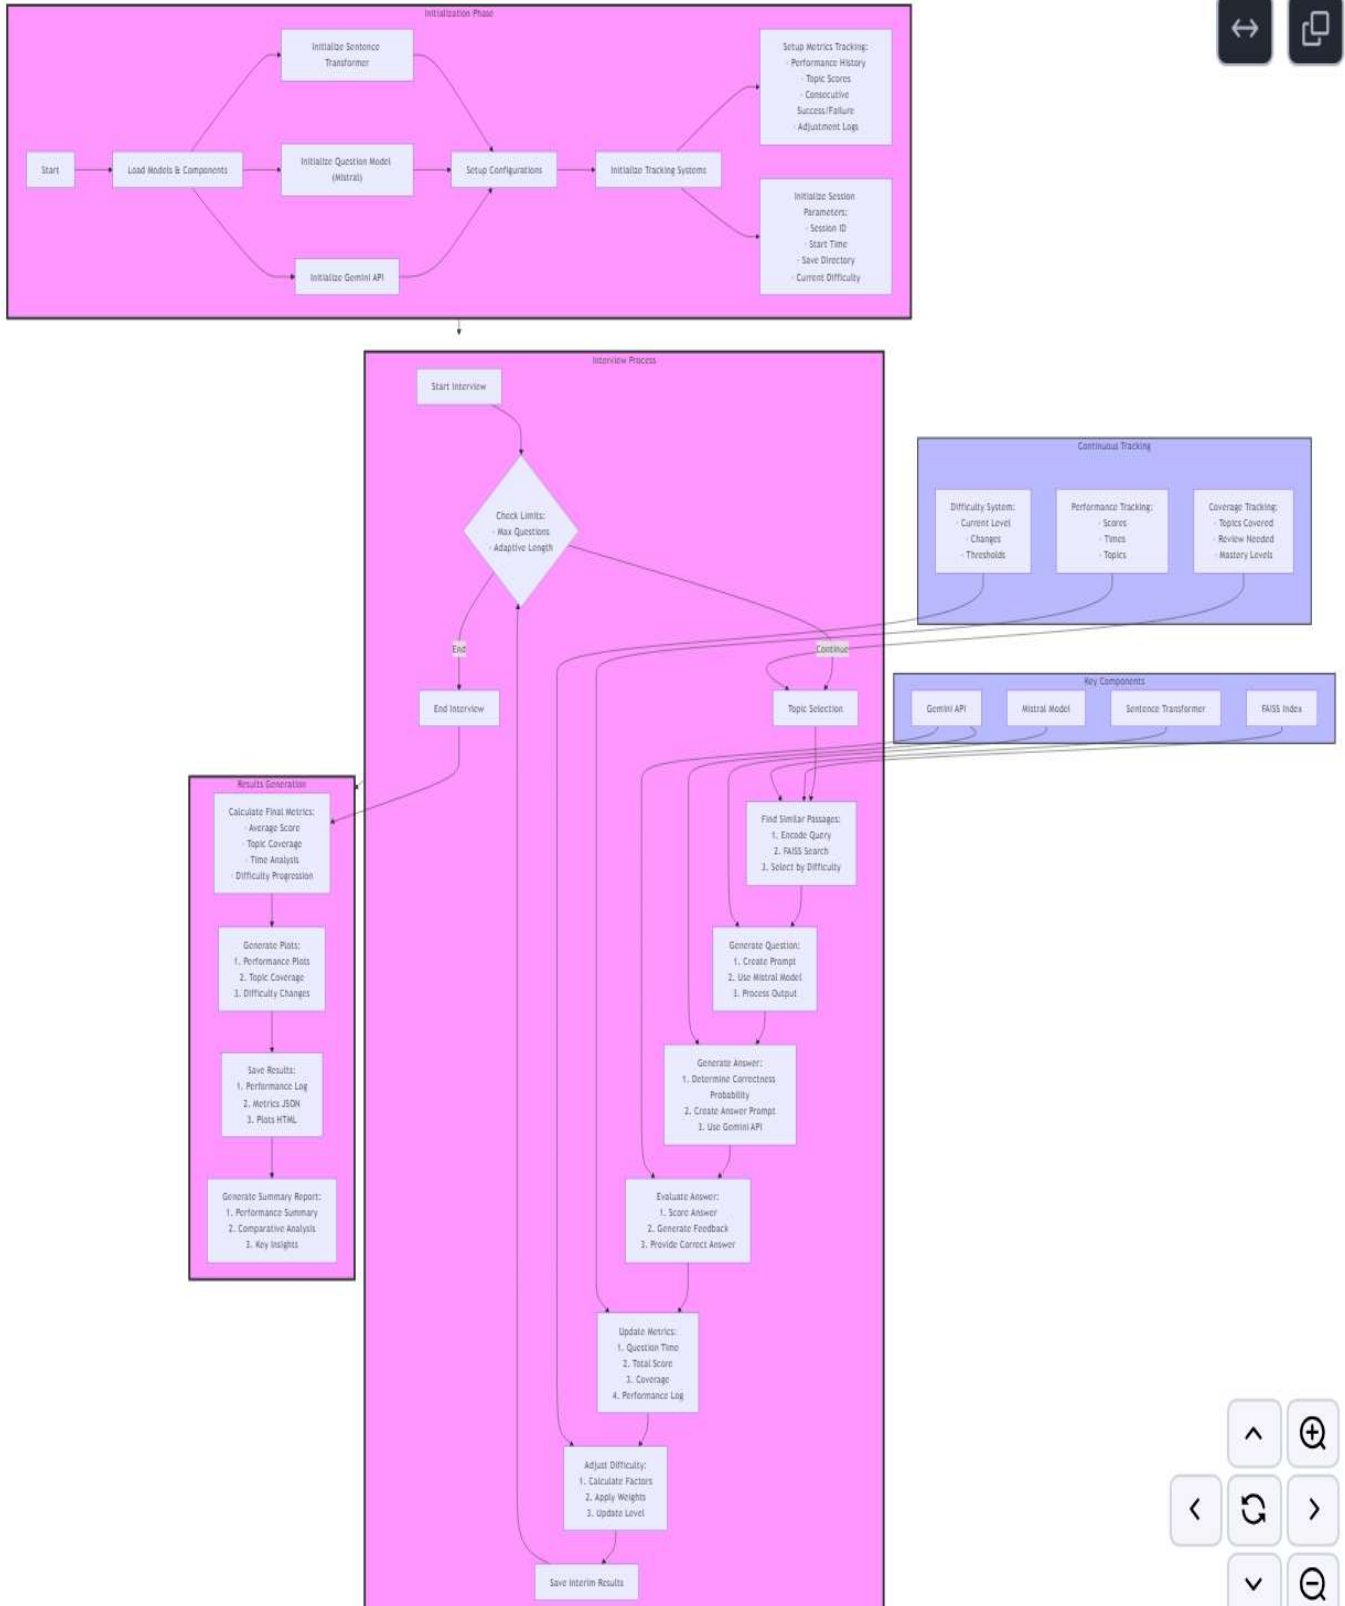 Initialization Phase
Start
Load Models & Components
Initialize Sentence
Transformer
Initialize Question Model
(Mistral)
Initialize Gemini API
Setup Configurations
Initialize Tracking Systems
Setup Metrics Tracking:
- Performance History
- Topic Scores
- Consecutive
Success/Failure
- Adjustment Logs
Initialize Session
Parameters:
- Session ID
- Start Time
- Save Directory
- Current Difficulty
Interview Process
Start Interview
Check Limits:
- Max Questions
- Adaptive Length
End
Continue
End Interview
Topic Selection
Find Similar Passages:
1. Encode Query
2. FAISS Search
3. Select by Difficulty
Generate Question:
1. Create Prompt
2. Use Mistral Model
3. Process Output
Generate Answer:
1. Determine Correctness
Probability
2. Create Answer Prompt
3. Use Gemini API
Evaluate Answer:
1. Score Answer
2. Generate Feedback
3. Provide Correct Answer
Update Metrics:
1. Question Time
2. Total Score
3. Coverage
4. Performance Log
Adjust Difficulty:
1. Calculate Factors
2. Apply Weights
3. Update Level
Save Interim Results
Continuous Tracking
Difficulty System:
- Current Level
- Changes
- Thresholds
Performance Tracking:
- Scores
- Times
- Topics
Coverage Tracking:
- Topics Covered
- Review Needed
- Mastery Levels
Key Components
Gemini API
Mistral Model
Sentence Transformer
FAISS Index
Results Generation
Calculate Final Metrics:
- Average Score
- Topic Coverage
- Time Analysis
- Difficulty Progression
Generate Plots:
1. Performance Plots
2. Topic Coverage
3. Difficulty Changes
Save Results:
1. Performance Log
2. Metrics JSON
3. Plots HTML
Generate Summary Report:
1. Performance Summary
2. Comparative Analysis
3. Key Insights